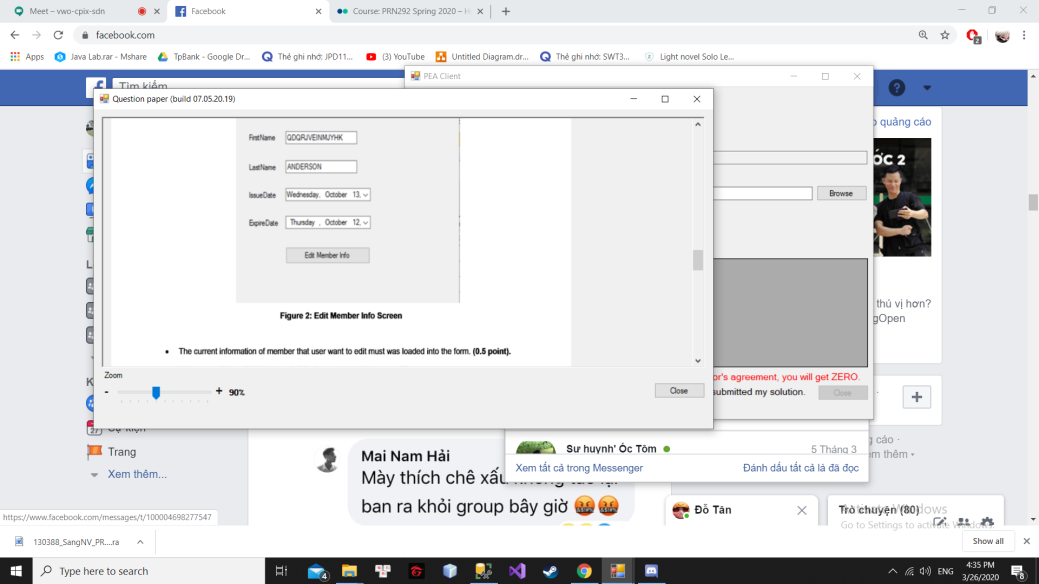 Meet – vwo-cpix-sdn
Facebook
Course: PRN292 Spring 2020 – H
facebook.com
Apps
Java Lab.rar - Mshare
TpBank - Google Dr...
Thẻ ghi nhớ: JPD11...
(3) YouTube
Untitled Diagram.dr...
Thẻ ghi nhớ: SWT3...
Light novel Solo Le...
PEA Client
Tìm kiếm
Question paper (build 07.05.20.19)
FirstName
QDQRJVEINMJYHK
LastName
ANDERSON
IssueDate
Wednesday, October 13,
ExpireDate
Thursday , October 12,
Edit Member Info
Figure 2: Edit Member Info Screen
• The current information of member that user want to edit must was loaded into the form. (0.5 point).
Zoom
-
+
90%
Close
Browse
quảng cáo
ỐC 2
thú vị hơn?
gOpen
or's agreement, you will get ZERO.
submitted my solution.
Close
27
Sự kiện
Trang
Xem thêm...
Mai Nam Hải
Mày thích chê xấu không tao lại
ban ra khỏi group bây giờ
Sư huynh' Ốc Tòm
5 Tháng 3
Xem tất cả trong Messenger
Đánh dấu tất cả là đã đọc
g cáo ·
em thêm
Đỗ Tân
Trò chuyện (80)
Activate Windows
Go to Settings to activate Windows.
https://www.facebook.com/messages/t/100004698277547
130388_SangNV_PR....ra
Show all
Type here to search
4
ENG
4:35 PM
3/26/2020
8